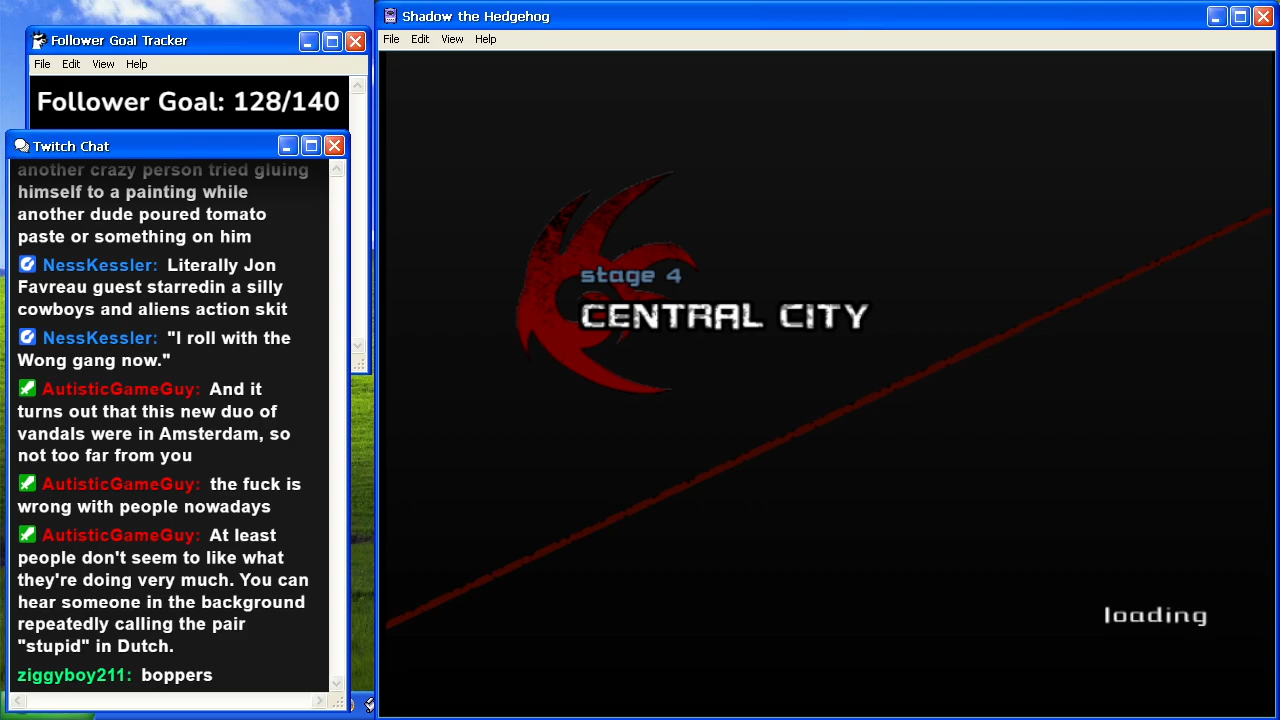 Follower Goal Tracker
File Edit View Help
Follower Goal: 128/140
Twitch Chat
another crazy person tried gluing
himself to a painting while
another dude poured tomato
paste or something on him
NessKessler: Literally Jon
Favreau guest starredin a silly
cowboys and aliens action skit
NessKessler: "I roll with the
Wong gang now."
AutisticGameGuy: And it
turns out that this new duo of
vandals were in Amsterdam, so
not too far from you
AutisticGameGuy: the fuck is
wrong with people nowadays
AutisticGameGuy: At least
people don't seem to like what
they're doing very much. You can
hear someone in the background
repeatedly calling the pair
"stupid" in Dutch.
ziggyboy211: boppers
Shadow the Hedgehog
File Edit View Help
stage 4
CENTRAL CITY
loading